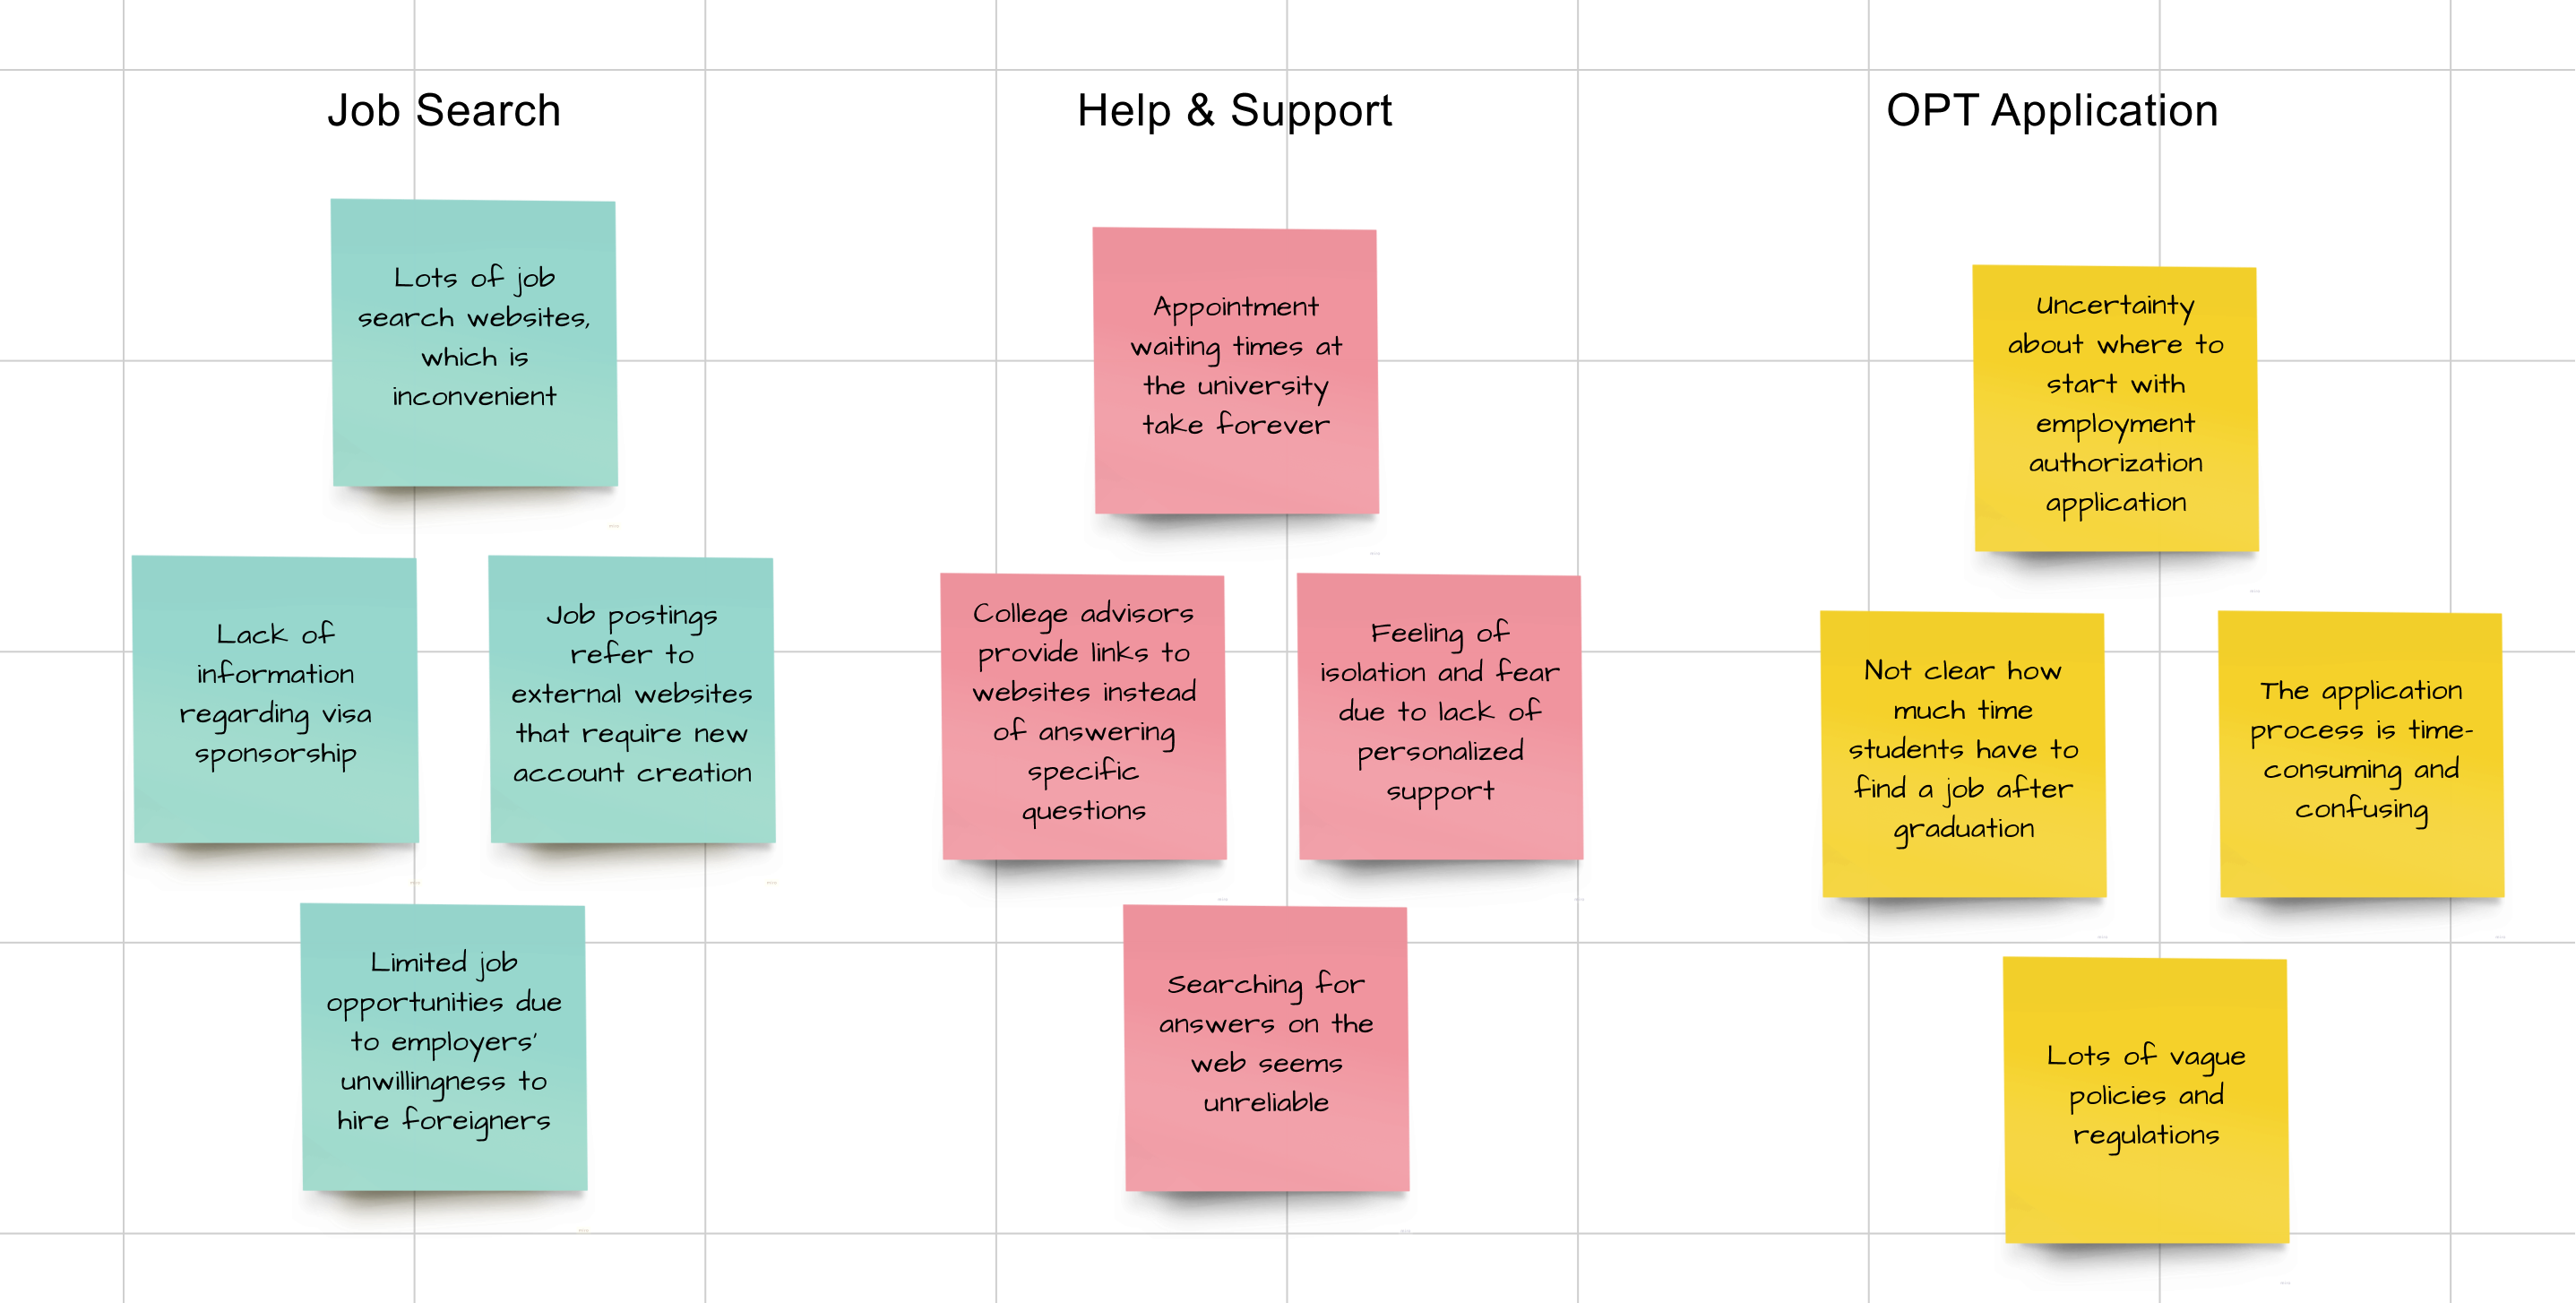 Job Search
Lots of job
search websites,
which is
inconvenient
Lack of
information
regarding visa
sponsorship
Job postings
refer to
external websites
that require new
account creation
Limited job
opportunities due
to employers'
unwillingness to
hire foreigners
Help & Support
Appointment
waiting times at
the university
take forever
College advisors
provide links to
websites instead
of answering
specific
questions
Feeling of
isolation and fear
due to lack of
personalized
support
Searching for
answers on the
web seems
unreliable
OPT Application
Uncertainty
about where to
start with
employment
authorization
application
Not clear how
much time
students have to
find a job after
graduation
The application
process is time-
consuming and
confusing
Lots of vague
policies and
regulations